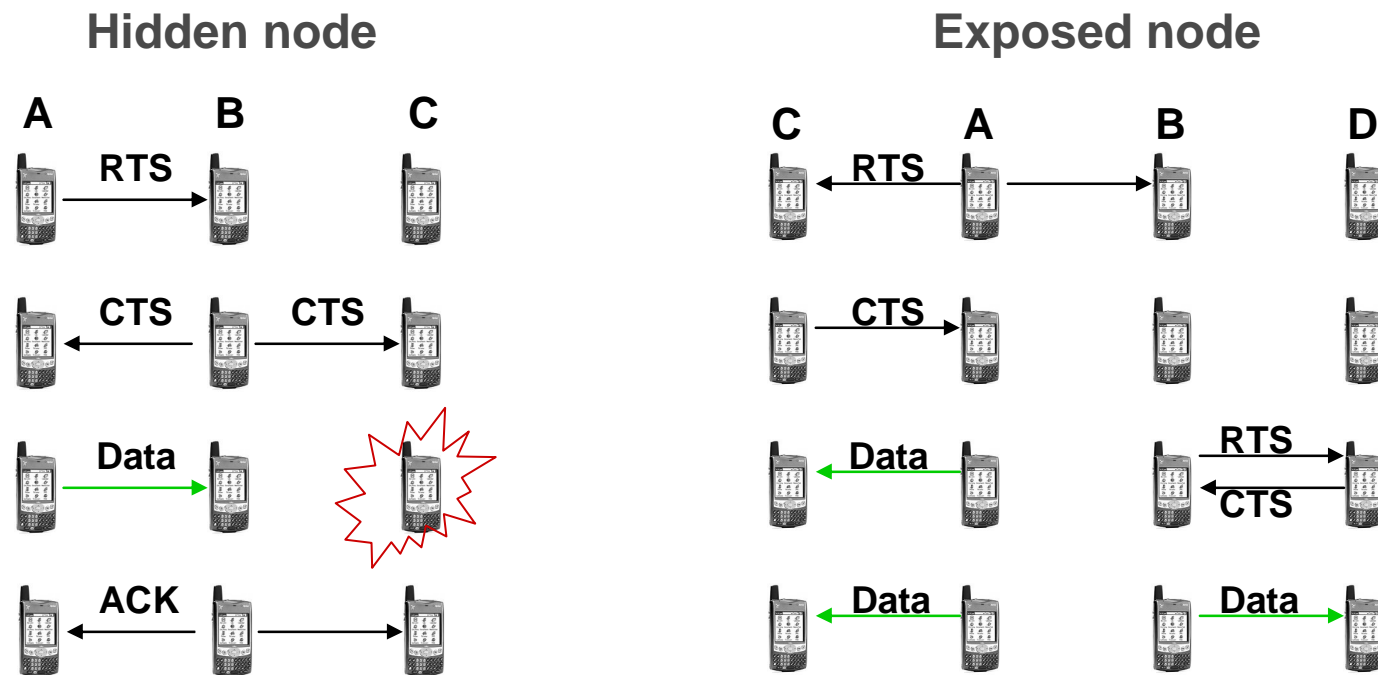 Hidden node
A B C
RTS
CTS CTS
Data
ACK
Exposed node
C A B D
RTS
CTS
Data RTS
CTS
Data Data